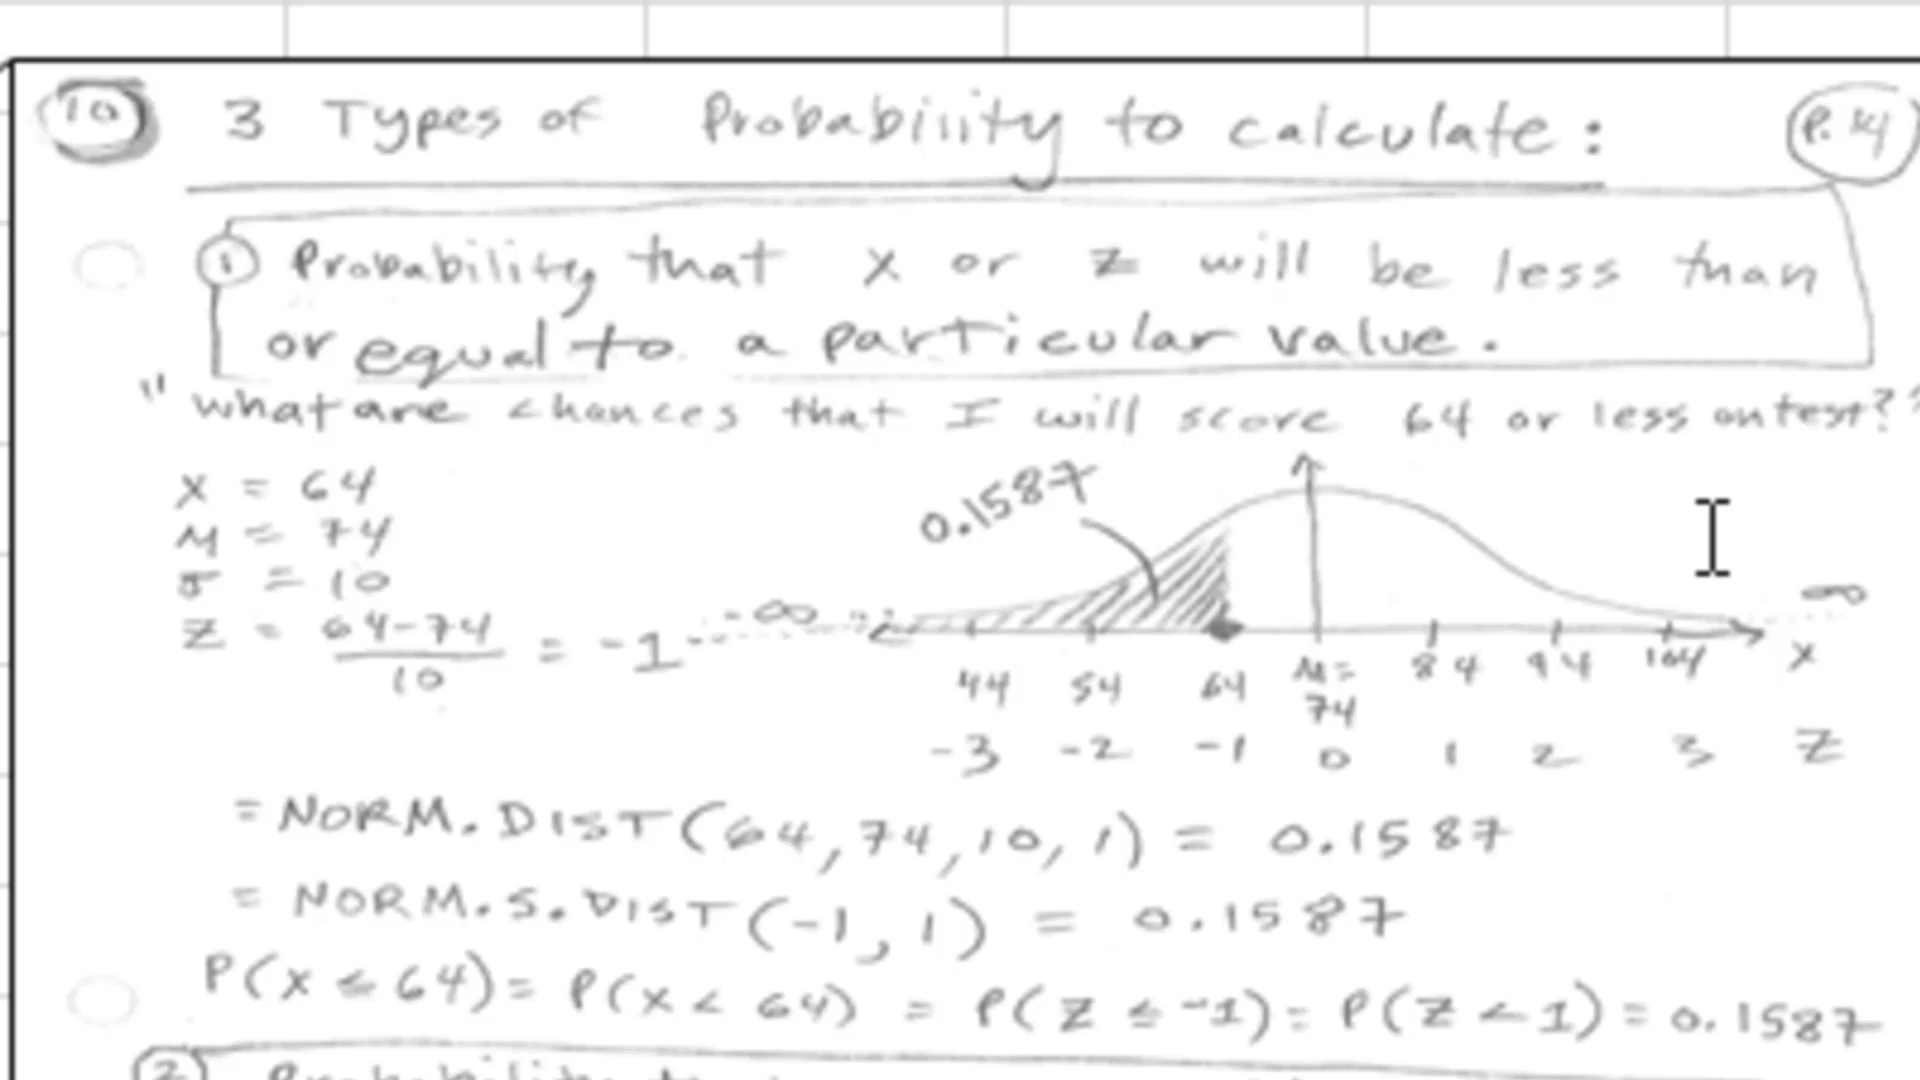 10 3 Types of Probability to calculate: P.14
1 Probability that X or Z will be less than
or equal to a particular value.
"what are chances that I will score 64 or less on test?"
X = 64
M = 74
σ = 10
Z = 64-74 / 10 = -1
0.1587
-∞ ∞
44 54 64 M= 74 84 94 104 X
-3 -2 -1 0 1 2 3 Z
= NORM.DIST(64,74,10,1) = 0.1587
= NORM.S.DIST(-1,1) = 0.1587
P(X ≤ 64) = P(X < 64) = P(Z ≤ -1) = P(Z < 1) = 0.1587
2 Probability